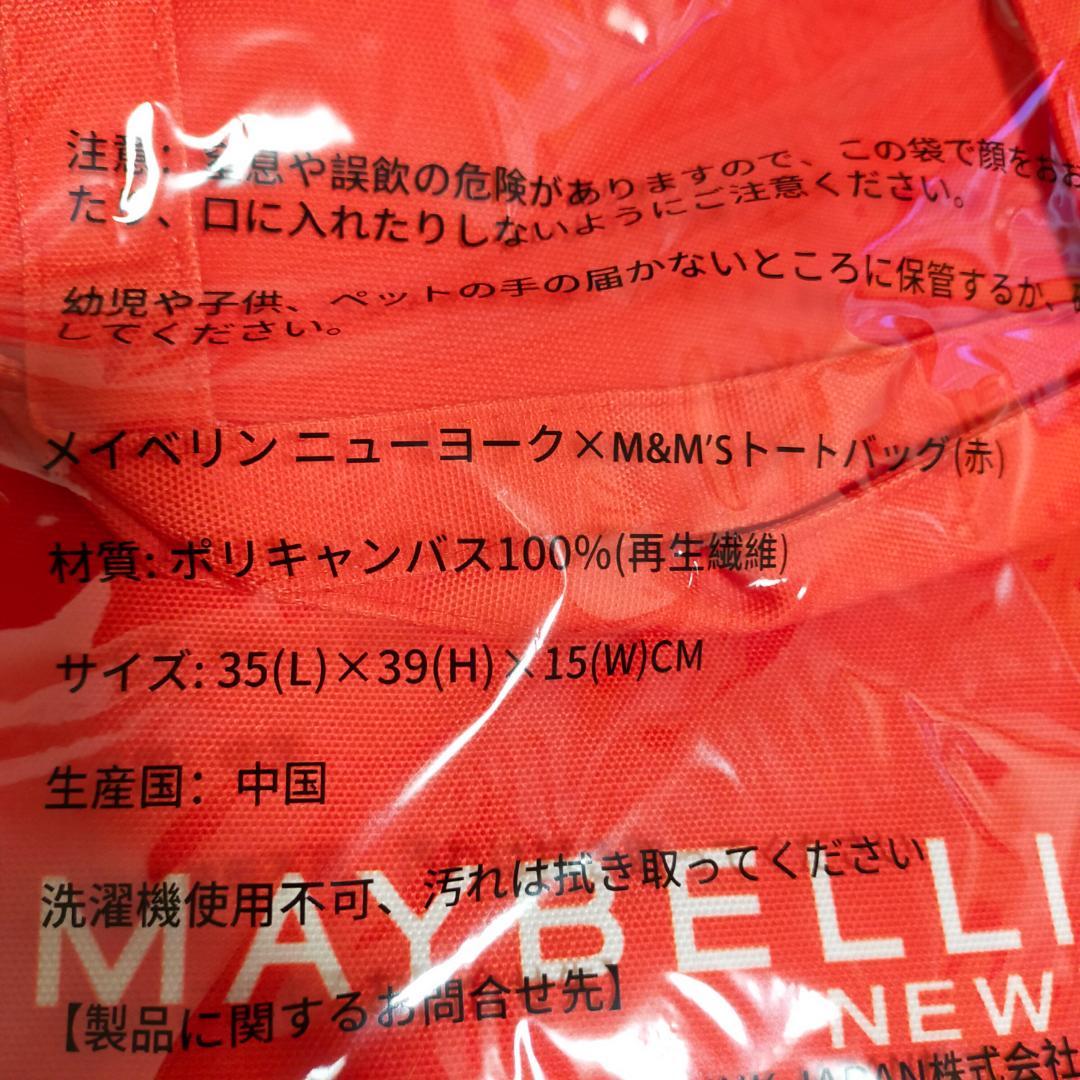 注意：窒息や誤飲の危険がありますので、この袋で顔をおお
たり、口に入れたりしないようにご注意ください。
幼児や子供、ペットの手の届かないところに保管するか、
してください。
メイベリン ニューヨーク×M&M'Sトートバッグ(赤)
材質: ポリキャンバス100%(再生繊維)
サイズ: 35(L)×39(H)×15(W)CM
生産国：中国
洗濯機使用不可、汚れは拭き取ってください
MAYBELLI
【製品に関するお問合せ先】
NEW
JAPAN株式会社